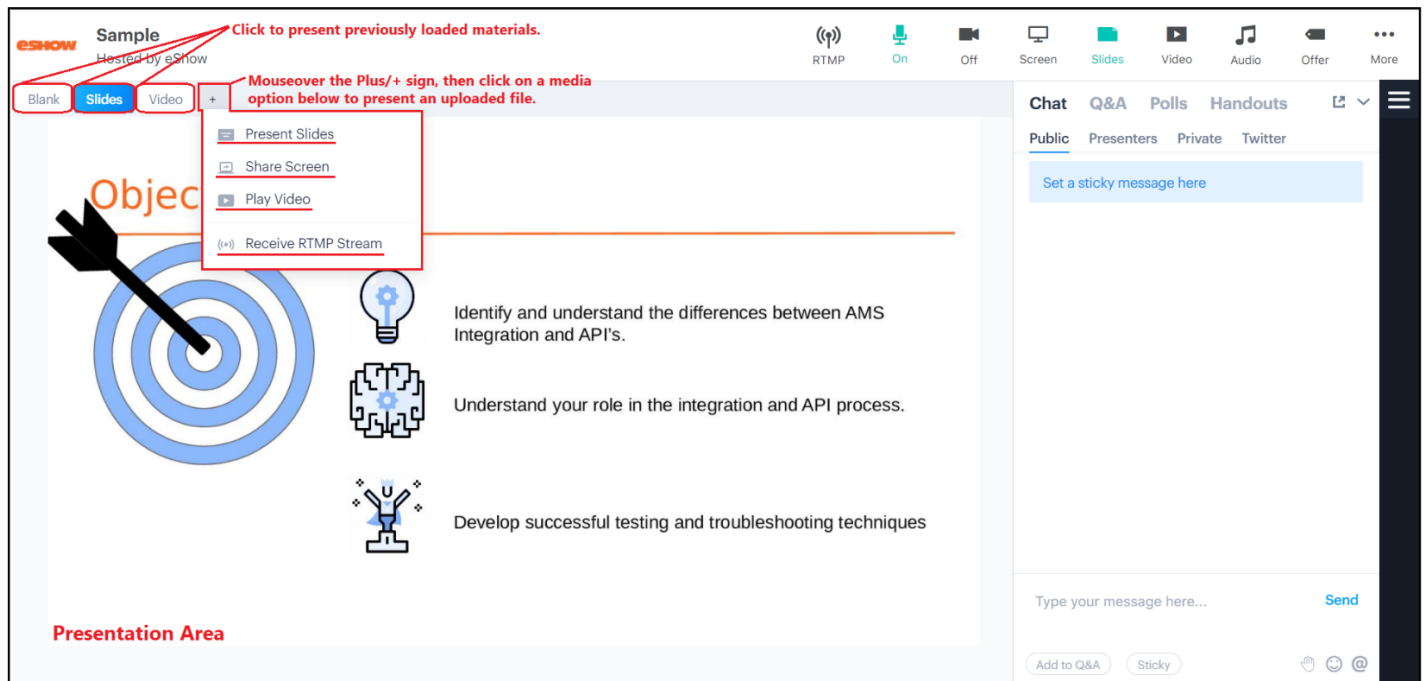 eSHOW
Sample
Hosted by eShow
Click to present previously loaded materials.
RTMP
On
Off
Screen
Slides
Video
Audio
Offer
More
Mouseover the Plus/+ sign, then click on a media
option below to present an uploaded file.
Blank
Slides
Video
+
Present Slides
Share Screen
Play Video
Receive RTMP Stream
Objec
Identify and understand the differences between AMS
Integration and API's.
Understand your role in the integration and API process.
Develop successful testing and troubleshooting techniques
Presentation Area
Chat Q&A Polls Handouts
Public Presenters Private Twitter
Set a sticky message here
Type your message here... Send
Add to Q&A Sticky @